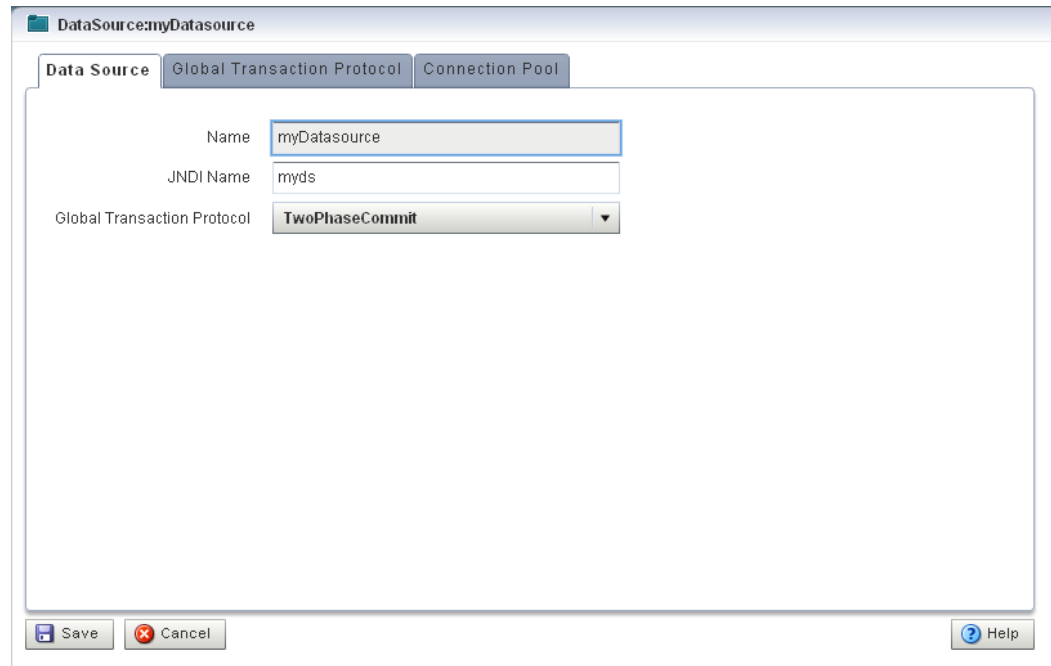 DataSource:myDatasource
Data Source Global Transaction Protocol Connection Pool
Name myDatasource
JNDI Name myds
Global Transaction Protocol TwoPhaseCommit
Save Cancel Help